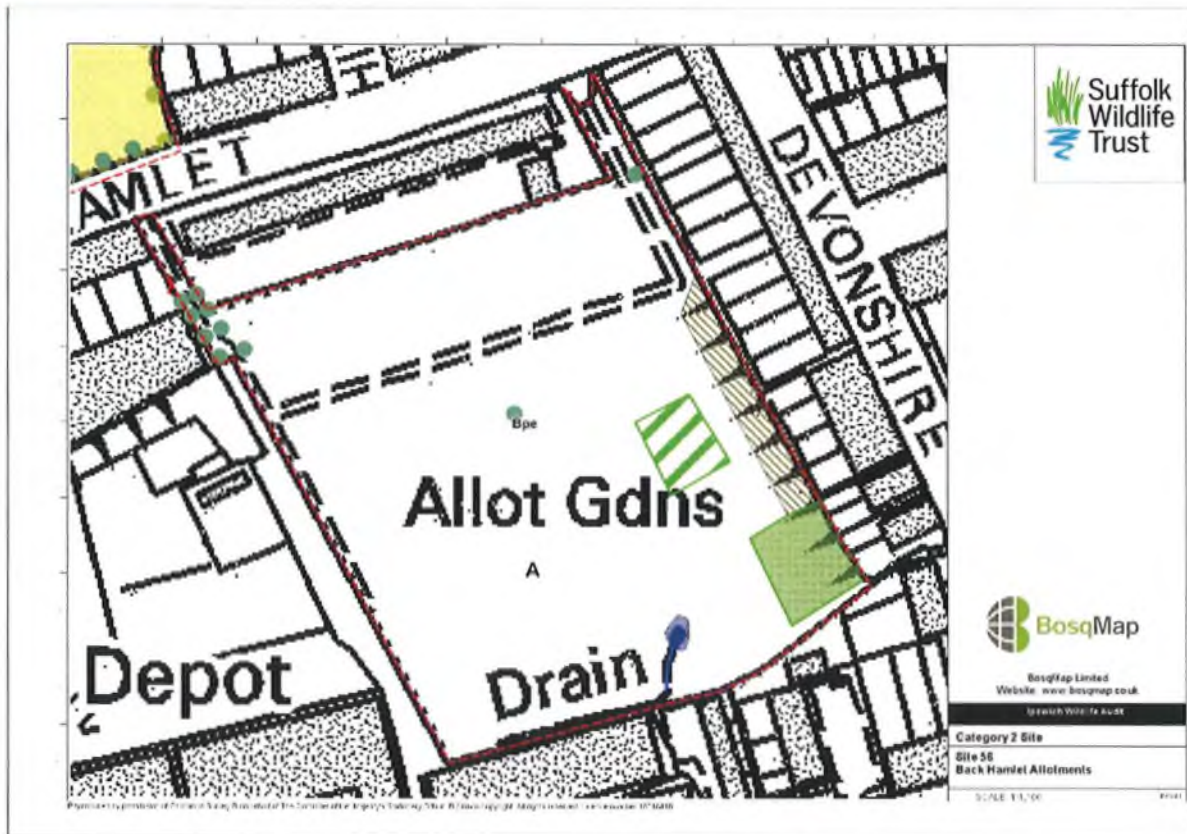 AMLET
H
DEVONSHIRE
Bpe
Allot Gdns
A
Drain
Depot
Suffolk
Wildlife
Trust
BosqMap
BosqMap Limited
Website: www.bosqmap.co.uk
Ipswich Wildlife Audit
Category 2 Site
Site 56
Back Hamlet Allotments